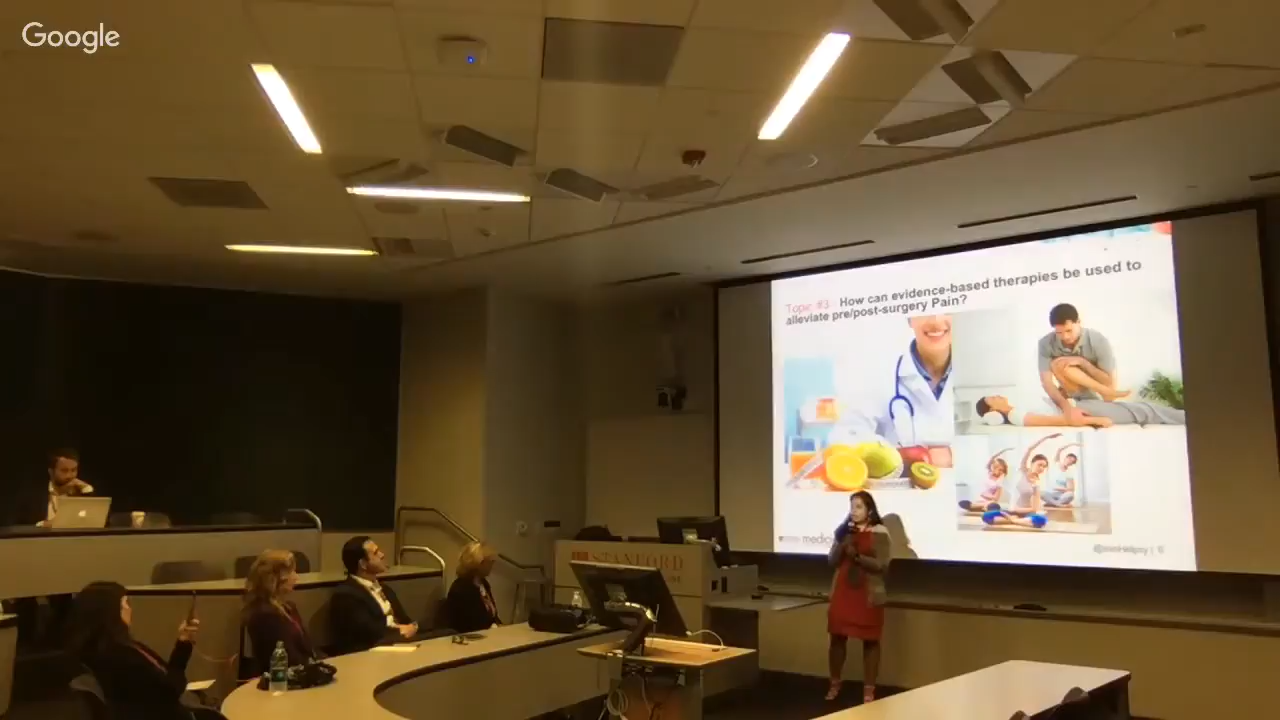 Google
Topic #3 How can evidence-based therapies be used to
alleviate pre/post-surgery Pain?
STANFORD